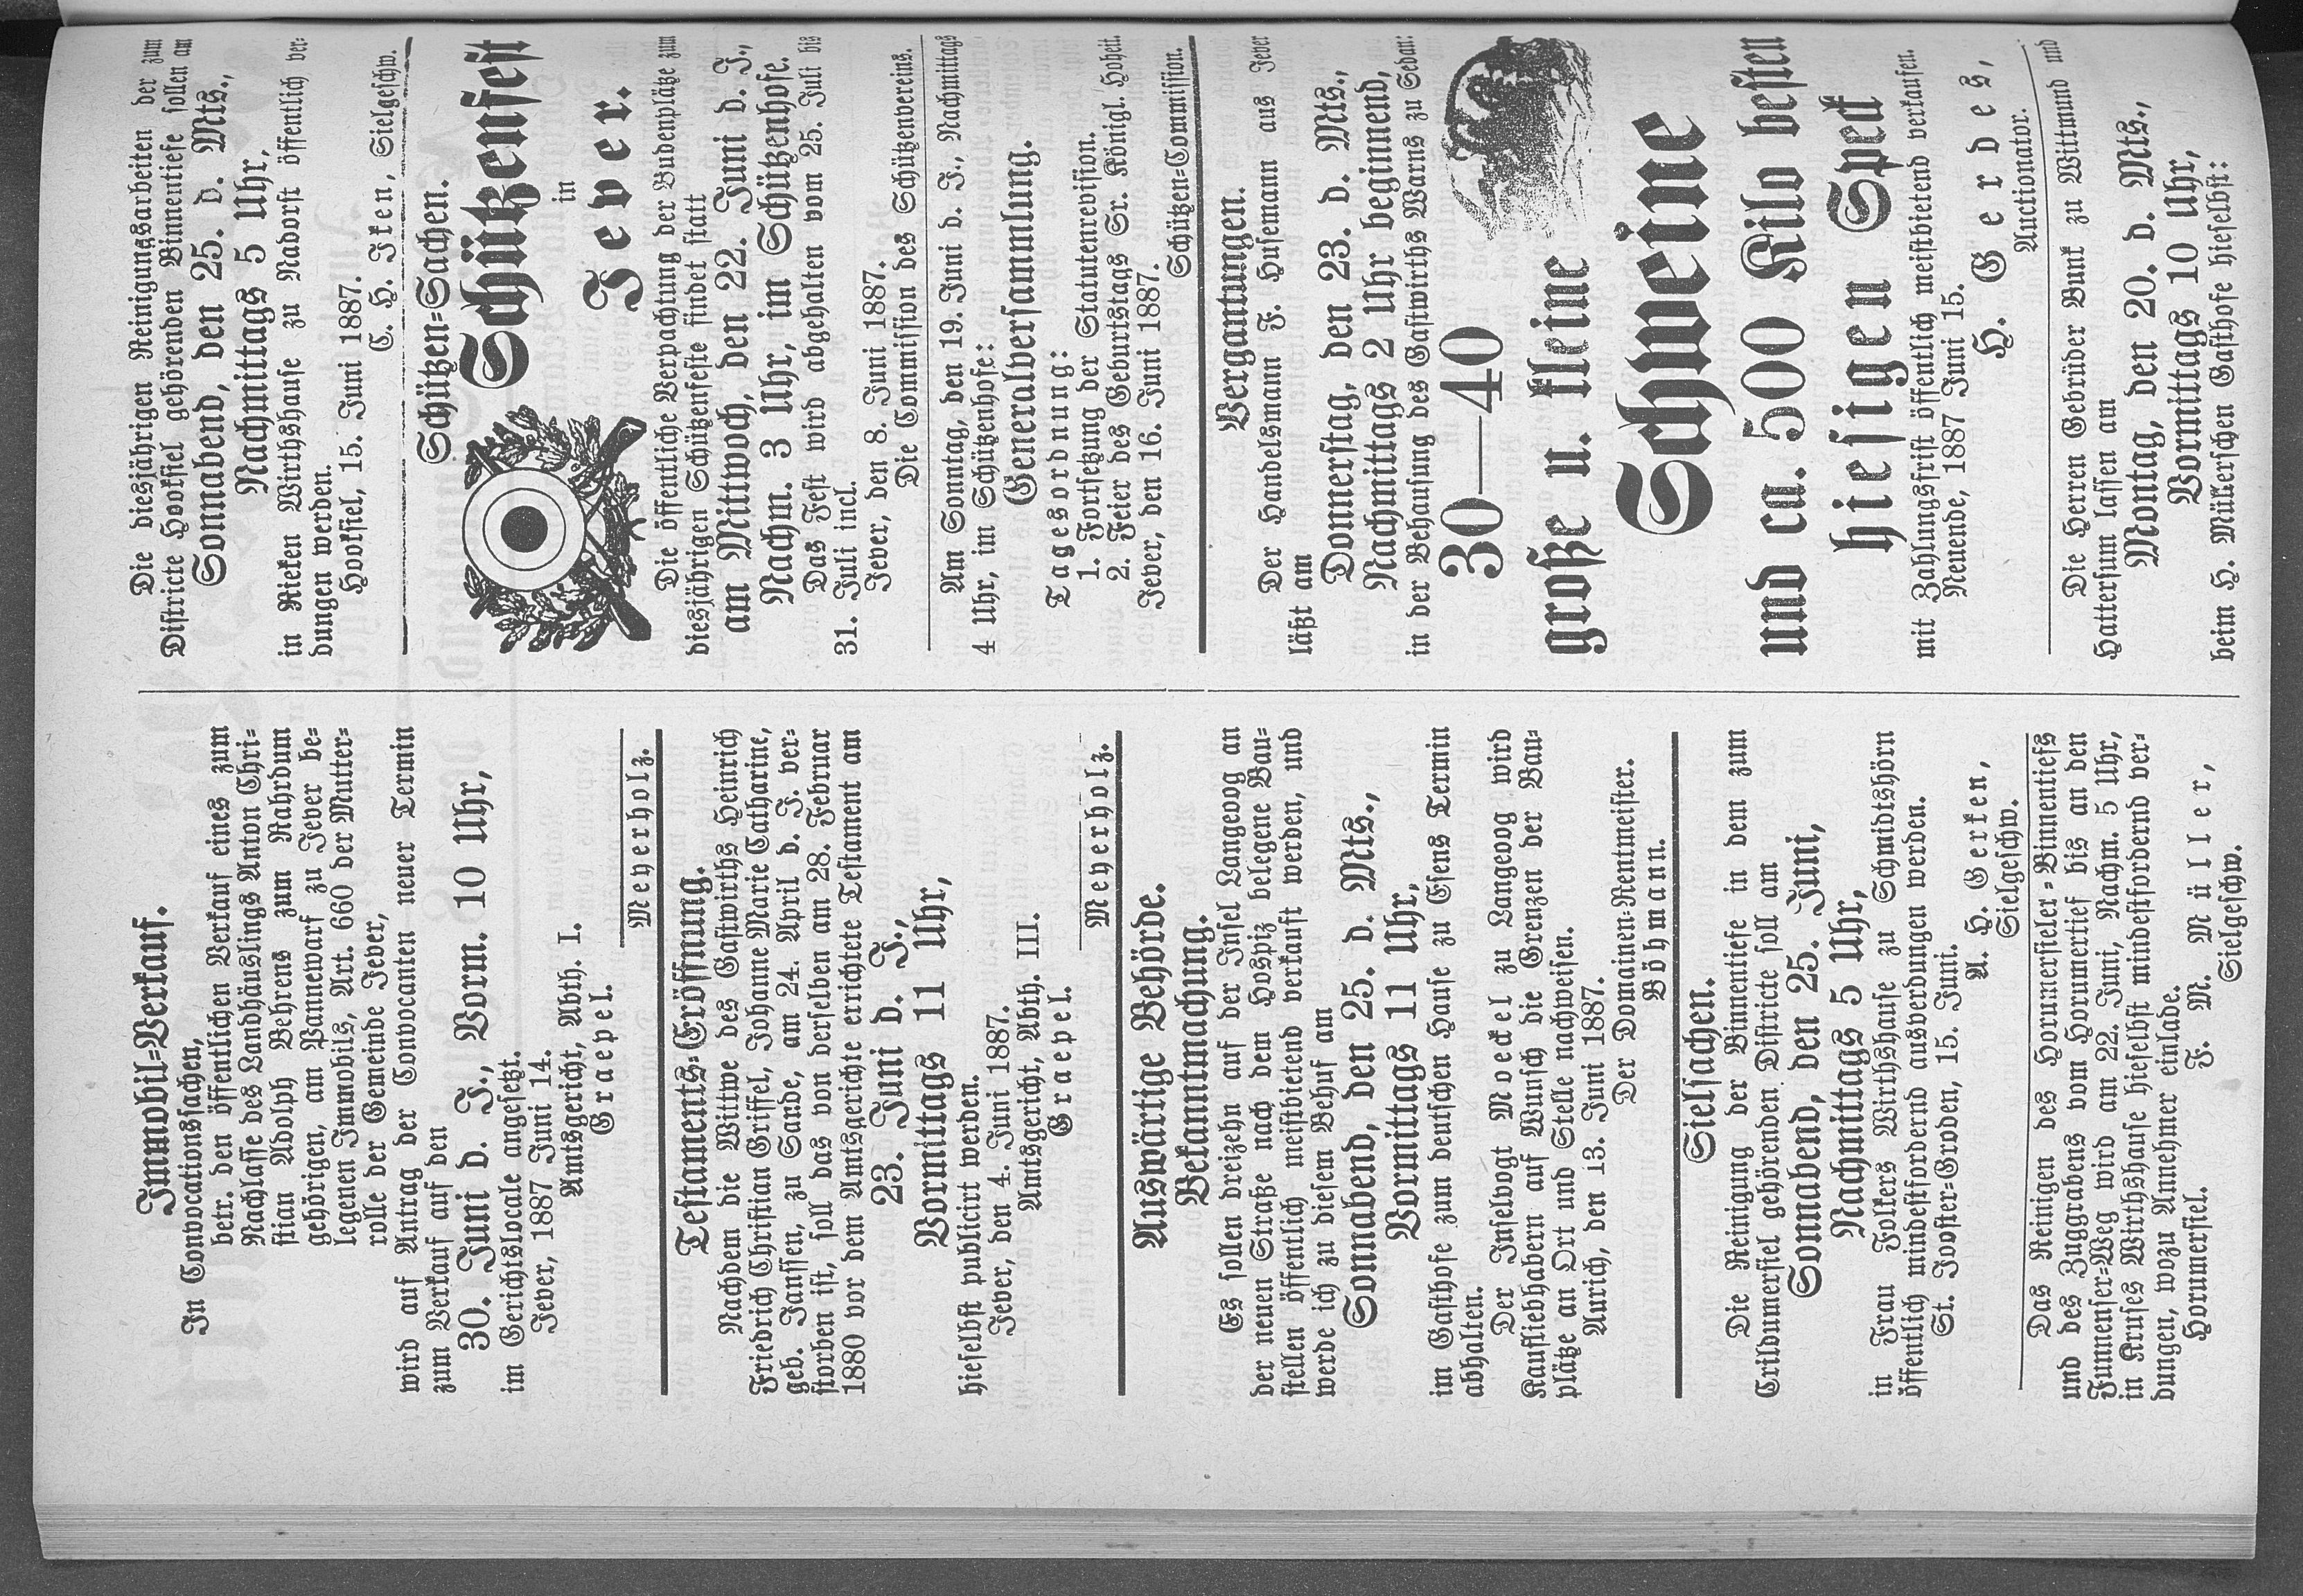 Immobil-Verkauf.
In Convocationssachen,
betr. den öffentlichen Verkauf eines zum
Nachlasse des Landhäuslings Anton Chri-
stian Adolph Behrens zum Rahrdum
gehörigen, am Pannewarf zu Jever be-
legenen Immobils, Art. 660 der Mutter-
rolle der Gemeinde Jever,
wird auf Antrag der Convocanten neuer Termin
zum Verkauf auf den
30. Juni d. J., Vorm. 10 Uhr,
im Gerichtslocale angesetzt.
Jever, 1887 Juni 14.
Amtsgericht, Abth. I.
Graepel.
Meyerholz.
Testaments-Eröffnung.
Nachdem die Wittwe des Gastwirths Heinrich
Friedrich Christian Griffel, Johanne Marie Catharine,
geb. Janssen, zu Sande, am 24. April d. J. ver-
storben ist, soll das von derselben am 28. Februar
1880 vor dem Amtsgerichte errichtete Testament am
23. Juni d. J.,
Vormittags 11 Uhr,
hieselbst publicirt werden.
Jever, den 4. Juni 1887.
Amtsgericht, Abth. III.
Graepel.
Meyerholz.
Auswärtige Behörde.
Bekanntmachung.
Es sollen dreizehn auf der Insel Langeoog an
der neuen Straße nach dem Hospiz belegene Bau-
stellen öffentlich meistbietend verkauft werden, und
werde ich zu diesem Behuf am
Sonnabend, den 25. d. Mts.,
Vormittags 11 Uhr,
im Gasthofe zum deutschen Hause zu Esens Termin
abhalten.
Der Inselvogt Moeckel zu Langeoog wird
Kaufliebhabern auf Wunsch die Grenzen der Bau-
plätze an Ort und Stelle nachweisen.
Aurich, den 13. Juni 1887.
Der Domainen-Rentmeister.
Böhmann.
Sielsachen.
Die Reinigung der Binnentiefe in dem zum
Crildumersiel gehörenden Districte soll am
Sonnabend, den 25. Juni,
Nachmittags 5 Uhr,
in Frau Folkers Wirthshause zu Schmidtshörn
öffentlich mindestfordernd ausverdungen werden.
St. Jooster-Groden, 15. Juni.
A. H. Gerken,
Sielgeschw.
Das Reinigen des Horumersieler-Binnentiefs
und des Zuggrabens vom Horumertief bis an den
Funnenser-Weg wird am 22. Juni, Nachm. 5 Uhr,
in Kruses Wirthshause hieselbst mindestfordernd ver-
dungen, wozu Annehmer einlade.
Horumersiel. F. M. Müller,
Sielgeschw.
Die diesjährigen Reinigungsarbeiten der zum
Districte Hooksiel gehörenden Binnentiefe sollen am
Sonnabend, den 25. d. Mts.,
Nachmittags 5 Uhr,
in Rieken Wirthshause zu Nadorst öffentlich ver-
dungen werden.
Hooksiel, 15. Juni 1887.
C. H. Iken, Sielgeschw.
Schützen-Sachen.
Schützenfest
in
Jever.
Die öffentliche Verpachtung der Budenplätze zum
diesjährigen Schützenfeste findet statt
am Mittwoch, den 22. Juni d. J.,
Nachm. 3 Uhr, im Schützenhofe.
Das Fest wird abgehalten vom 25. Juli bis
31. Juli incl.
Jever, den 8. Juni 1887.
Die Commission des Schützenvereins.
Am Sonntag, den 19. Juni d. J., Nachmittags
4 Uhr, im Schützenhofe:
Generalversammlung.
Tagesordnung:
1. Fortsetzung der Statutenrevision.
2. Feier des Geburtstags Sr. Königl. Hoheit.
Jever, den 16. Juni 1887.
Schützen-Commission.
Vergantungen.
Der Handelsmann F. Husemann aus Jever
läßt am
Donnerstag, den 23. d. Mts.,
Nachmittags 2 Uhr beginnend,
in der Behausung des Gastwirths Warns zu Sedan:
30—40
große u. kleine
Schweine
und ca. 500 Kilo besten
hiesigen Speck
mit Zahlungsfrist öffentlich meistbietend verkaufen.
Neuende, 1887 Juni 15.
H. Gerdes,
Auctionator.
Die Herren Gebrüder Bunk zu Wittmund und
Hattersum lassen am
Montag, den 20. d. Mts.,
Vormittags 10 Uhr,
beim H. Müllerschen Gasthofe hieselbst: